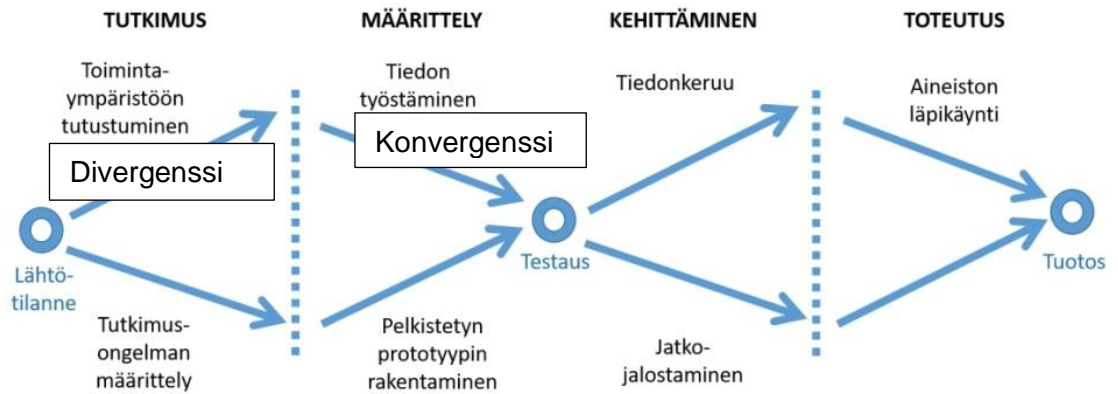 TUTKIMUS
MÄÄRITTELY
KEHITTÄMINEN
TOTEUTUS
Toiminta-
ympäristöön
tutustuminen
Tiedon
työstäminen
Tiedonkeruu
Aineiston
läpikäynti
Divergenssi
Konvergenssi
Lähtö-
tilanne
Testaus
Tuotos
Tutkimus-
ongelman
määrittely
Pelkistetyn
prototyypin
rakentaminen
Jatko-
jalostaminen